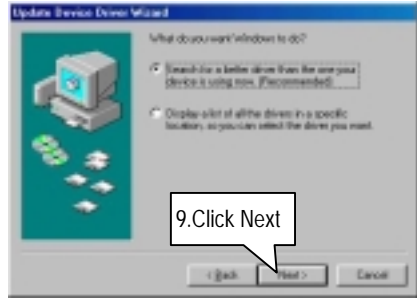 Update Device Driver Wizard
What do you want Windows to do?
Search for a better driver than the one your
device is using now. (Recommended)
Display a list of all the drivers in a specific
location, so you can select the driver you want.
9.Click Next
< Back
Next >
Cancel